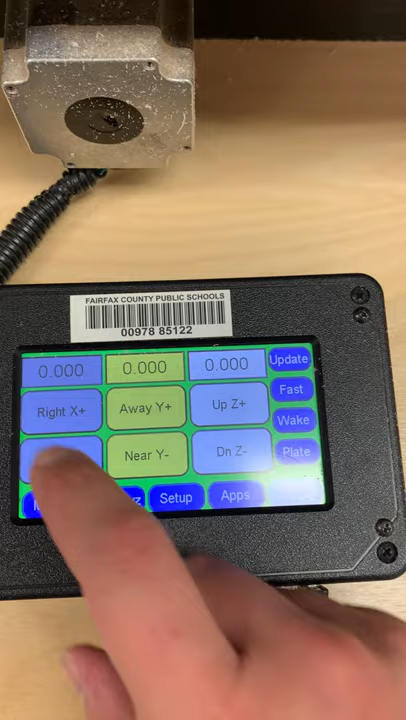 FAIRFAX COUNTY PUBLIC SCHOOLS
00978 85122
0.000 0.000 0.000 Update
Right X+ Away Y+ Up Z+ Fast
Wake
Near Y- Dn Z- Plate
Setup Apps